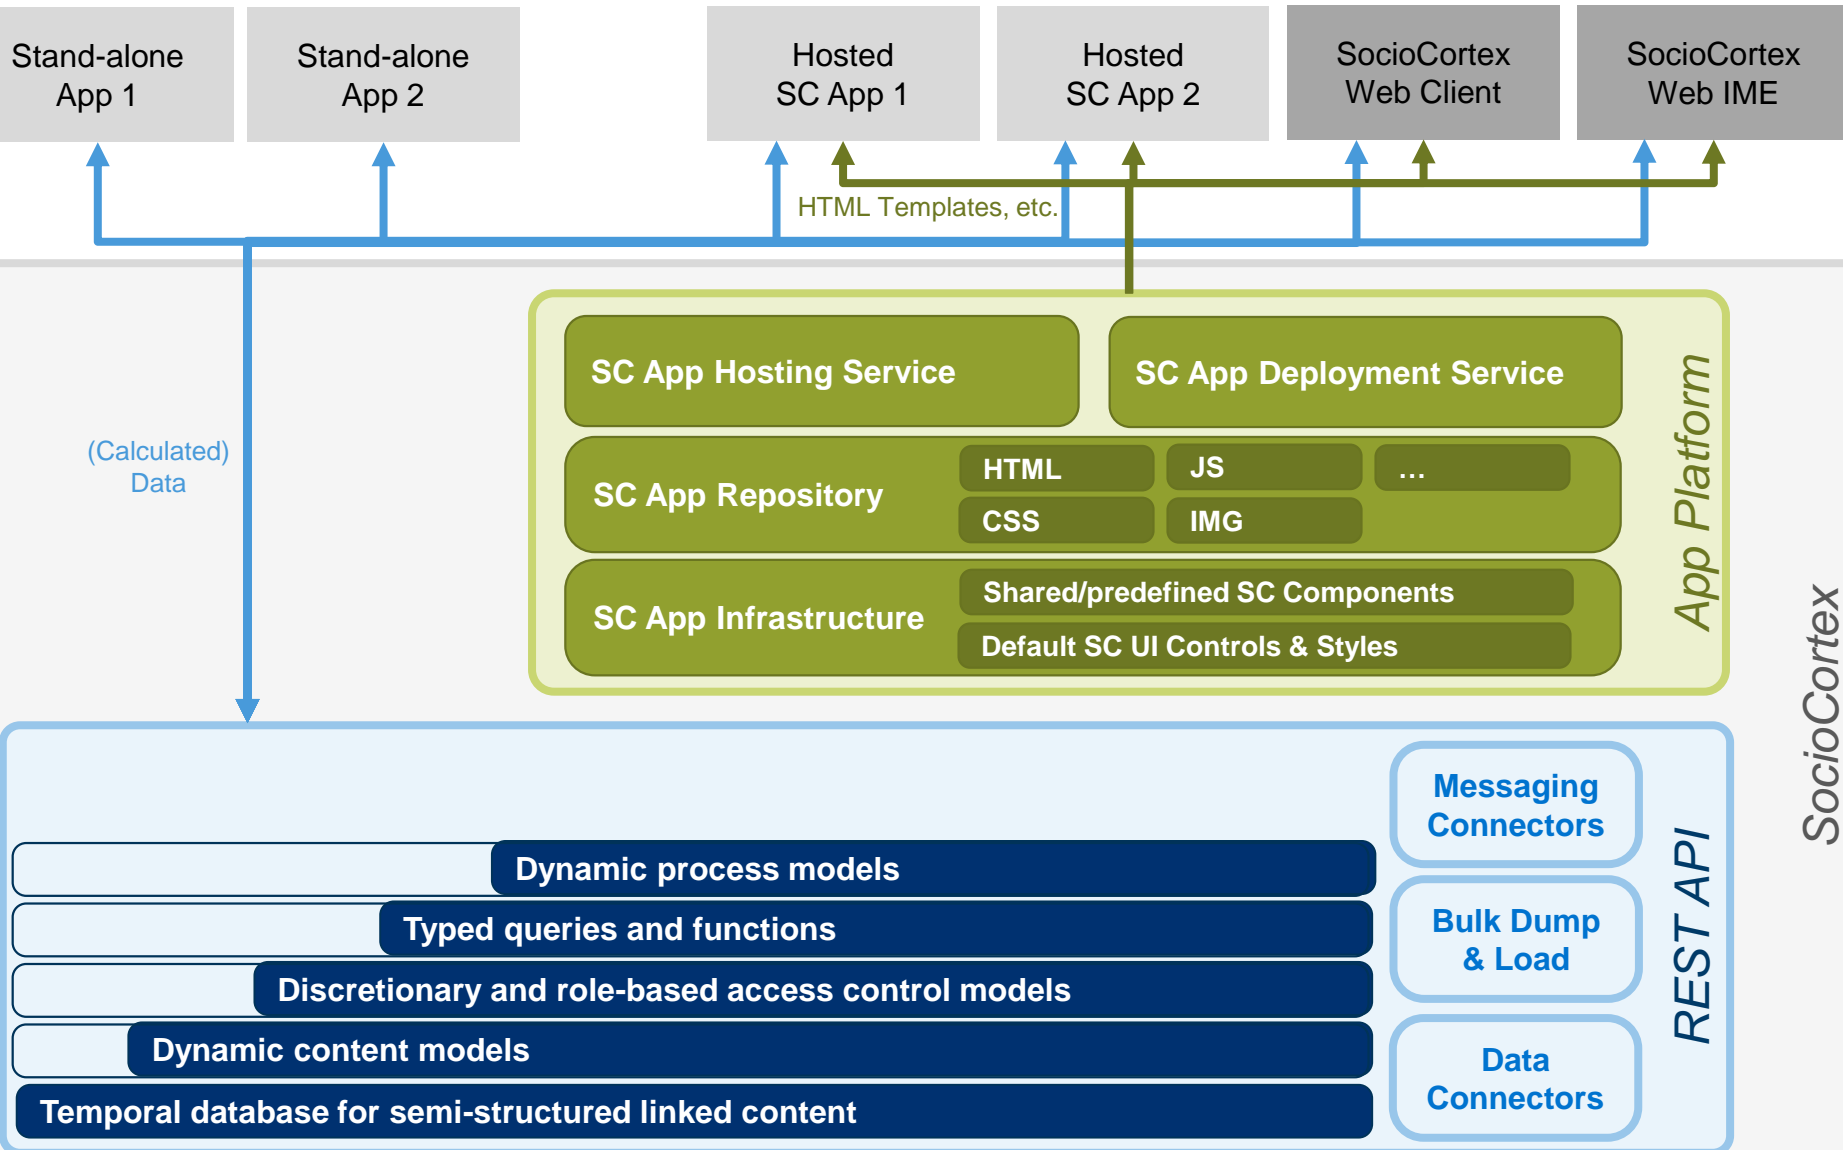 Stand-alone
App 1
Stand-alone
App 2
Hosted
SC App 1
Hosted
SC App 2
SocioCortex
Web Client
SocioCortex
Web IME
HTML Templates, etc.
(Calculated)
Data
SC App Hosting Service
SC App Deployment Service
SC App Repository
HTML
JS
...
CSS
IMG
SC App Infrastructure
Shared/predefined SC Components
Default SC UI Controls & Styles
App Platform
SocioCortex
Messaging
Connectors
Dynamic process models
Typed queries and functions
Bulk Dump
& Load
Discretionary and role-based access control models
Dynamic content models
Data
Connectors
Temporal database for semi-structured linked content
REST API